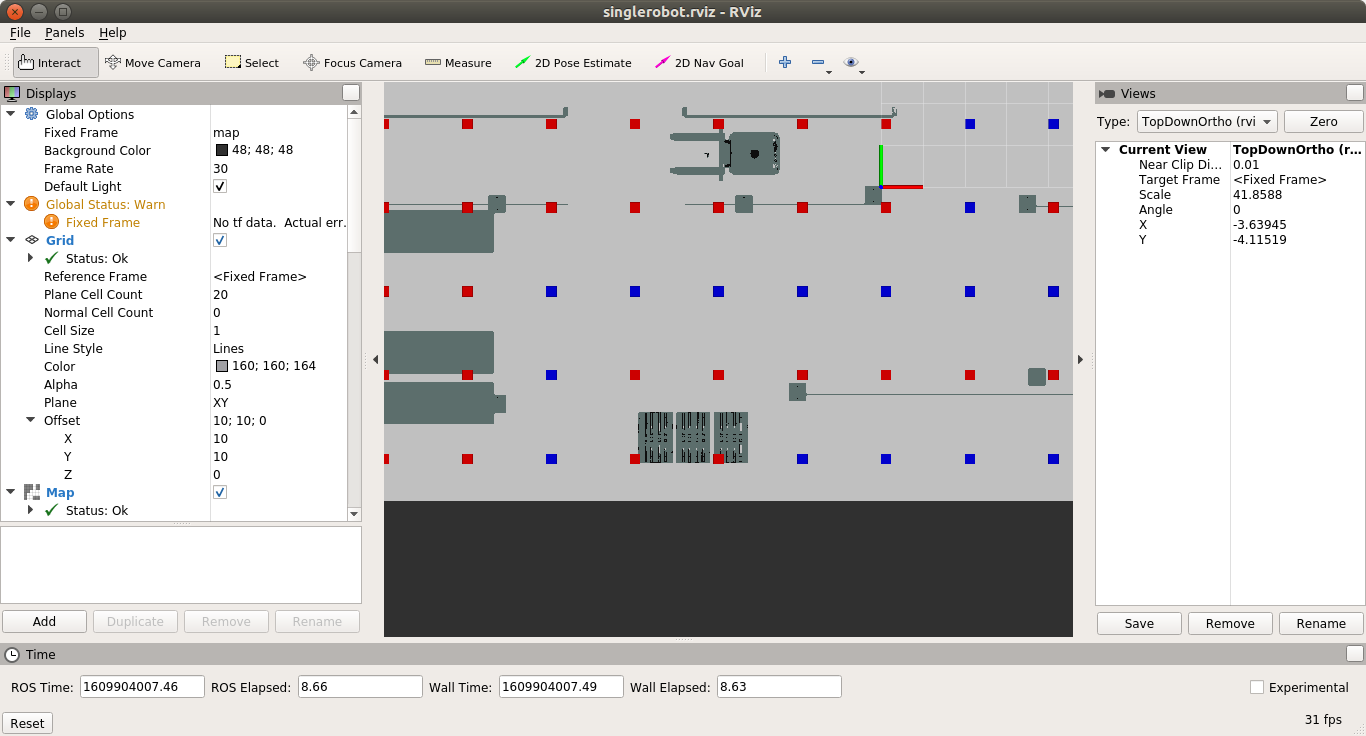 singlerobot.rviz - RViz
File Panels Help
Interact Move Camera Select Focus Camera Measure 2D Pose Estimate 2D Nav Goal
Displays
Global Options
Fixed Frame map
Background Color 48; 48; 48
Frame Rate 30
Default Light
Global Status: Warn
Fixed Frame No tf data. Actual err...
Grid
Status: Ok
Reference Frame <Fixed Frame>
Plane Cell Count 20
Normal Cell Count 0
Cell Size 1
Line Style Lines
Color 160; 160; 164
Alpha 0.5
Plane XY
Offset 10; 10; 0
X 10
Y 10
Z 0
Map
Status: Ok
Add Duplicate Remove Rename
Views
Type: TopDownOrtho (rvi Zero
Current View TopDownOrtho (r...
Near Clip Di... 0.01
Target Frame <Fixed Frame>
Scale 41.8588
Angle 0
X -3.63945
Y -4.11519
Save Remove Rename
Time
ROS Time: 1609904007.46 ROS Elapsed: 8.66 Wall Time: 1609904007.49 Wall Elapsed: 8.63 Experimental
Reset 31 fps